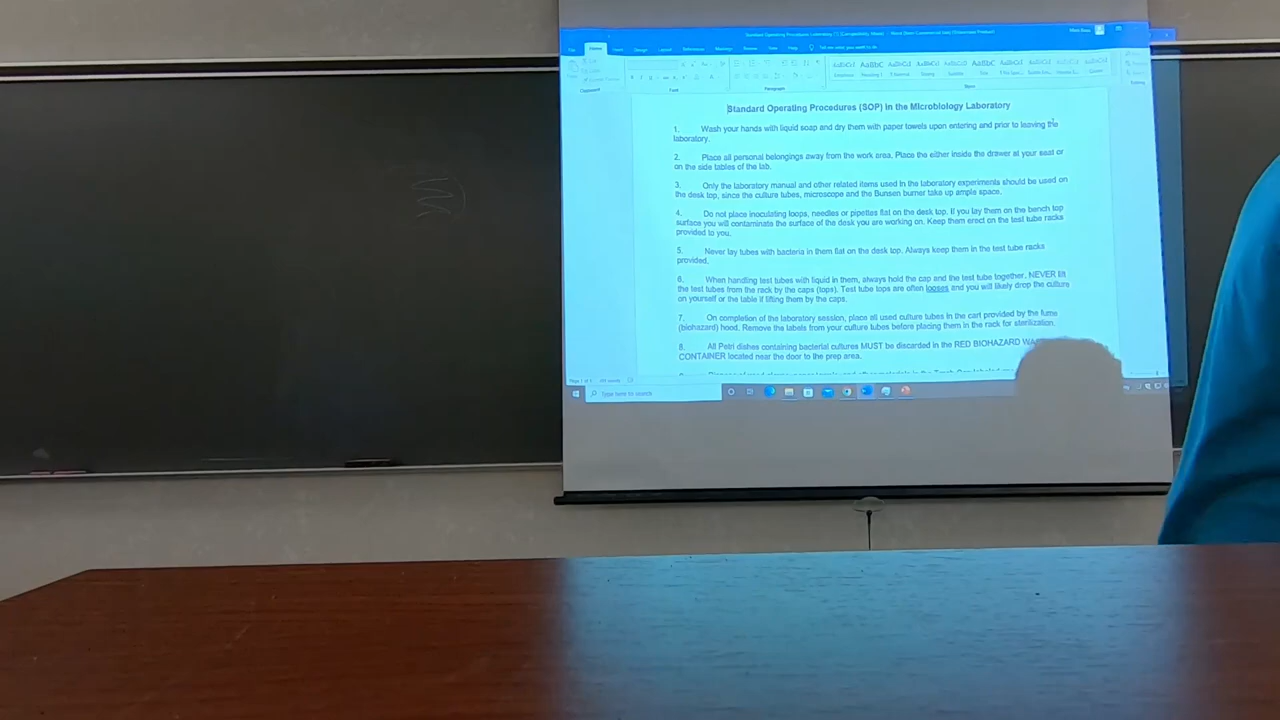 Standard Operating Procedures (SOP) in the Microbiology Laboratory
1. Wash your hands with liquid soap and dry them with paper towels upon entering and prior to leaving the
laboratory.
2. Place all personal belongings away from the work area. Place the either inside the drawer at your seat or
on the side tables of the lab.
3. Only the laboratory manual and other related items used in the laboratory experiments should be used on
the desk top, since the culture tubes, microscope and the Bunsen burner take up ample space.
4. Do not place inoculating loops, needles or pipettes flat on the desk top. If you lay them on the bench top
surface you will contaminate the surface of the desk you are working on. Keep them erect on the test tube racks
provided to you.
5. Never lay tubes with bacteria in them flat on the desk top. Always keep them in the test tube racks
provided.
6. When handling test tubes with liquid in them, always hold the cap and the test tube together. NEVER lift
the test tubes from the rack by the caps (tops). Test tube tops are often looses and you will likely drop the culture
on yourself or the table if lifting them by the caps.
7. On completion of the laboratory session, place all used culture tubes in the cart provided by the fume
(biohazard) hood. Remove the labels from your culture tubes before placing them in the rack for sterilization.
8. All Petri dishes containing bacterial cultures MUST be discarded in the RED BIOHAZARD
CONTAINER located near the door to the prep area.
Type here to search